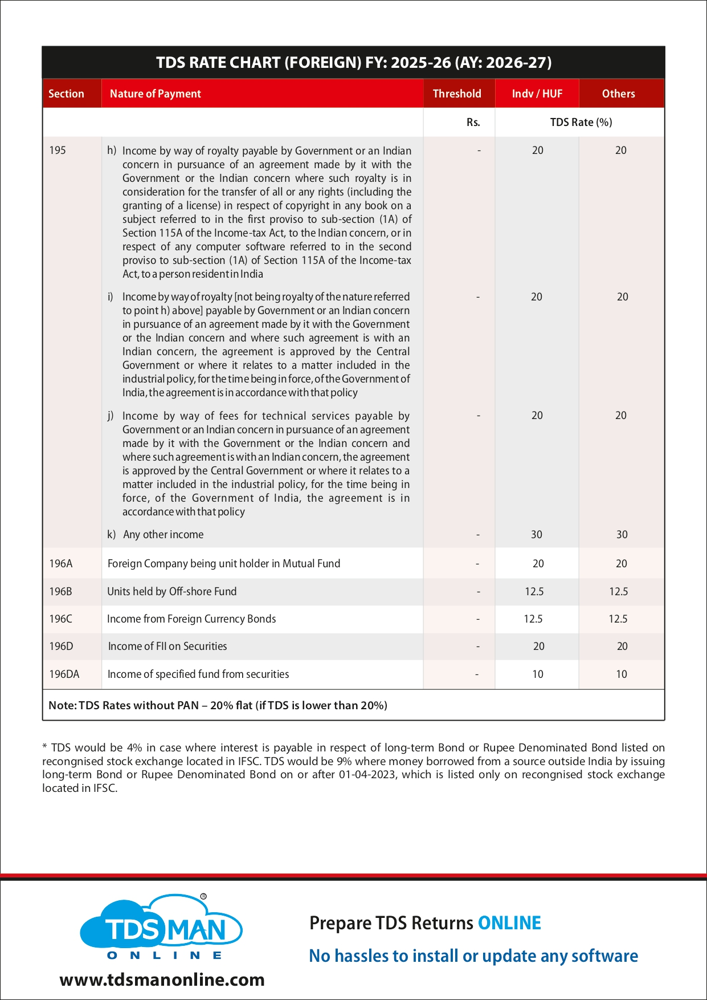 TDS RATE CHART (FOREIGN) FY: 2025-26 (AY: 2026-27)
Section Nature of Payment Threshold Indv / HUF Others
Rs. TDS Rate (%)
195 h) Income by way of royalty payable by Government or an Indian - 20 20
concern in pursuance of an agreement made by it with the
Government or the Indian concern where such royalty is in
consideration for the transfer of all or any rights (including the
granting of a license) in respect of copyright in any book on a
subject referred to in the first proviso to sub-section (1A) of
Section 115A of the Income-tax Act, to the Indian concern, or in
respect of any computer software referred to in the second
proviso to sub-section (1A) of Section 115A of the Income-tax
Act, to a person resident in India
i) Income by way of royalty [not being royalty of the nature referred - 20 20
to point h) above] payable by Government or an Indian concern
in pursuance of an agreement made by it with the Government
or the Indian concern and where such agreement is with an
Indian concern, the agreement is approved by the Central
Government or where it relates to a matter included in the
industrial policy, for the time being in force, of the Government of
India, the agreement is in accordance with that policy
j) Income by way of fees for technical services payable by - 20 20
Government or an Indian concern in pursuance of an agreement
made by it with the Government or the Indian concern and
where such agreement is with an Indian concern, the agreement
is approved by the Central Government or where it relates to a
matter included in the industrial policy, for the time being in
force, of the Government of India, the agreement is in
accordance with that policy
k) Any other income - 30 30
196A Foreign Company being unit holder in Mutual Fund - 20 20
196B Units held by Off-shore Fund - 12.5 12.5
196C Income from Foreign Currency Bonds - 12.5 12.5
196D Income of FII on Securities - 20 20
196DA Income of specified fund from securities - 10 10
Note: TDS Rates without PAN – 20% flat (if TDS is lower than 20%)
* TDS would be 4% in case where interest is payable in respect of long-term Bond or Rupee Denominated Bond listed on
recongnised stock exchange located in IFSC. TDS would be 9% where money borrowed from a source outside India by issuing
long-term Bond or Rupee Denominated Bond on or after 01-04-2023, which is listed only on recongnised stock exchange
located in IFSC.
TDSMAN ®
ONLINE
www.tdsmanonline.com
Prepare TDS Returns ONLINE
No hassles to install or update any software